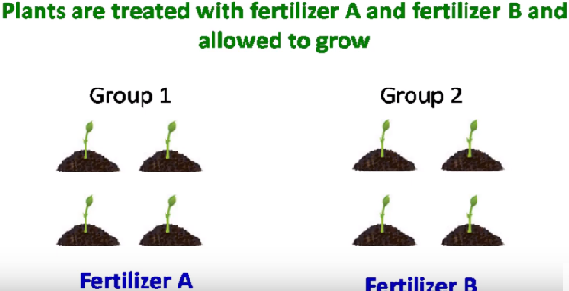 Plants are treated with fertilizer A and fertilizer B and
allowed to grow
Group 1
Group 2
Fertilizer A
Fertilizer B